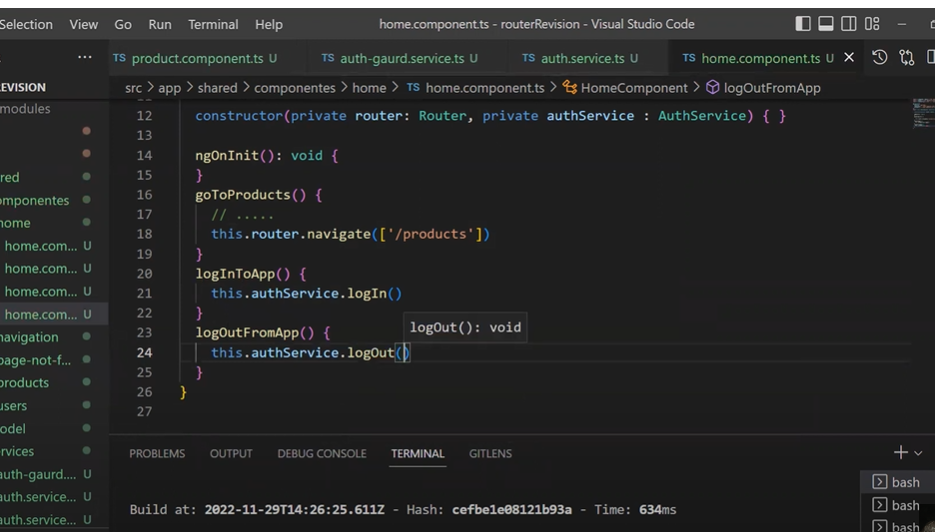 Selection View Go Run Terminal Help home.component.ts - routerRevision - Visual Studio Code
TS product.component.ts U TS auth-gaurd.service.ts U TS auth.service.ts U TS home.component.ts U
EVISION
src > app > shared > componentes > home > TS home.component.ts > HomeComponent > logOutFromApp
modules
red
omponentes
home
home.com... U
home.com... U
home.com... U
home.com... U
navigation
page-not-f...
products
users
odel
ervices
auth-gaurd.... U
auth.service... U
auth.service... U
12 constructor(private router: Router, private authService : AuthService) { }
13
14 ngOnInit(): void {
15 }
16 goToProducts() {
17 // .....
18 this.router.navigate(['/products'])
19 }
20 logInToApp() {
21 this.authService.logIn()
22 }
23 logOutFromApp() {
logOut(): void
24 this.authService.logOut()
25 }
26 }
27
PROBLEMS OUTPUT DEBUG CONSOLE TERMINAL GITLENS
Build at: 2022-11-29T14:26:25.611Z - Hash: cefbe1e08121b93a - Time: 634ms
bash
bash
bash